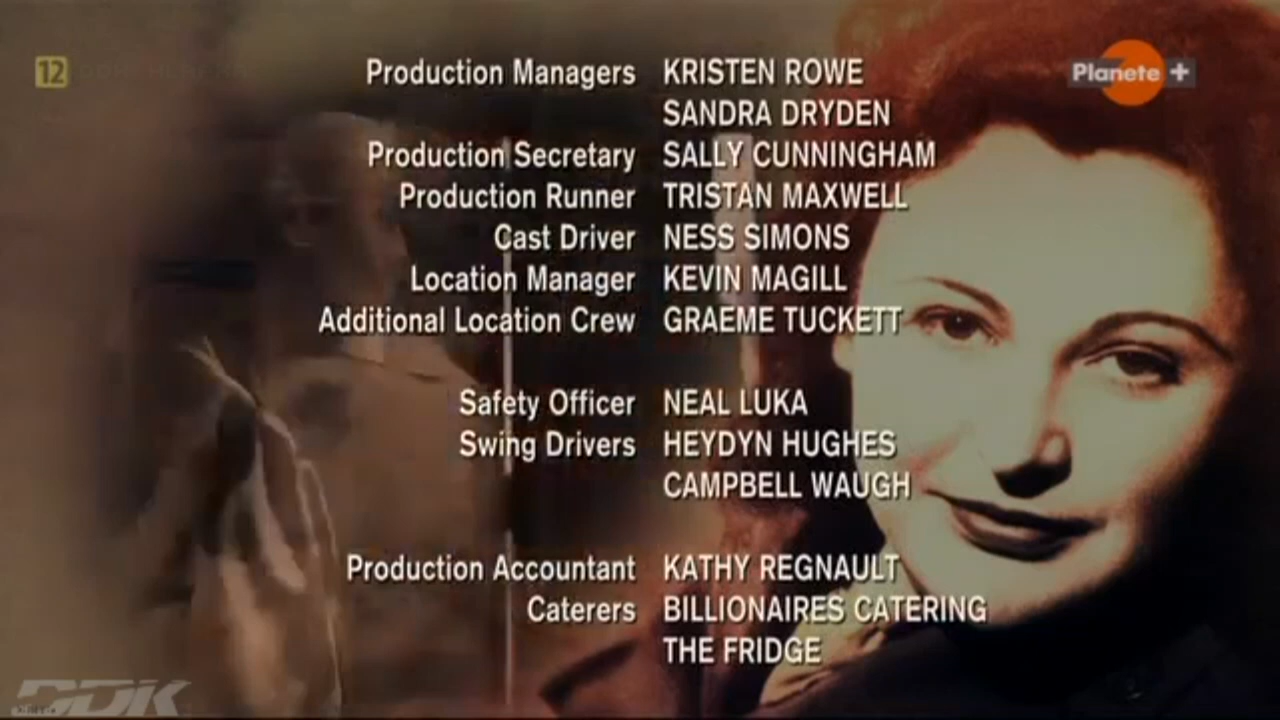 12
Planete +
Production Managers KRISTEN ROWE
SANDRA DRYDEN
Production Secretary SALLY CUNNINGHAM
Production Runner TRISTAN MAXWELL
Cast Driver NESS SIMONS
Location Manager KEVIN MAGILL
Additional Location Crew GRAEME TUCKETT
Safety Officer NEAL LUKA
Swing Drivers HEYDYN HUGHES
CAMPBELL WAUGH
Production Accountant KATHY REGNAULT
Caterers BILLIONAIRES CATERING
THE FRIDGE
DDK